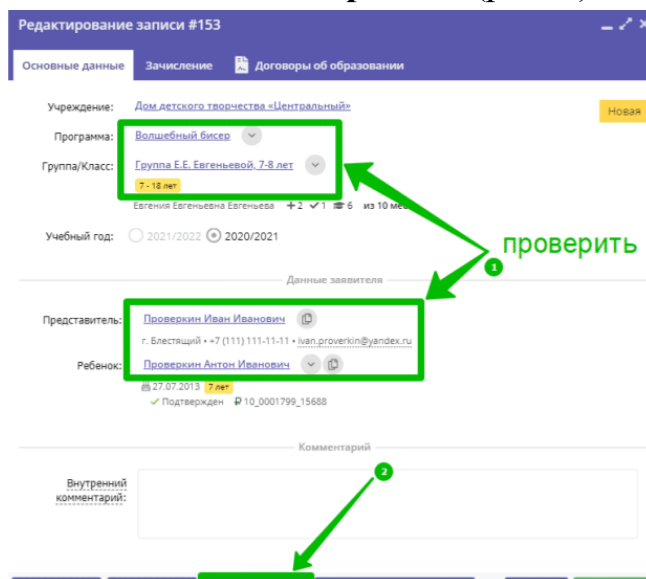 Редактирование записи #153
Основные данные Зачисление Договоры об образовании
Учреждение: Дом детского творчества «Центральный»
Новая
Программа: Волшебный бисер
Группа/Класс: Группа Е.Е. Евгеньевой, 7-8 лет
7 - 18 лет
Евгения Евгеньевна Евгеньева +2 ✓1 6 из 10
проверить
Учебный год: 2021/2022 2020/2021
1
Данные заявителя
Представитель: Проверкин Иван Иванович
г. Блестящий • +7 (111) 111-11-11 • ivan.proverkin@yandex.ru
Ребенок: Проверкин Антон Иванович
27.07.2013 7 лет
✓ Подтвержден ₽ 10_0001799_15688
Комментарий
2
Внутренний
комментарий: